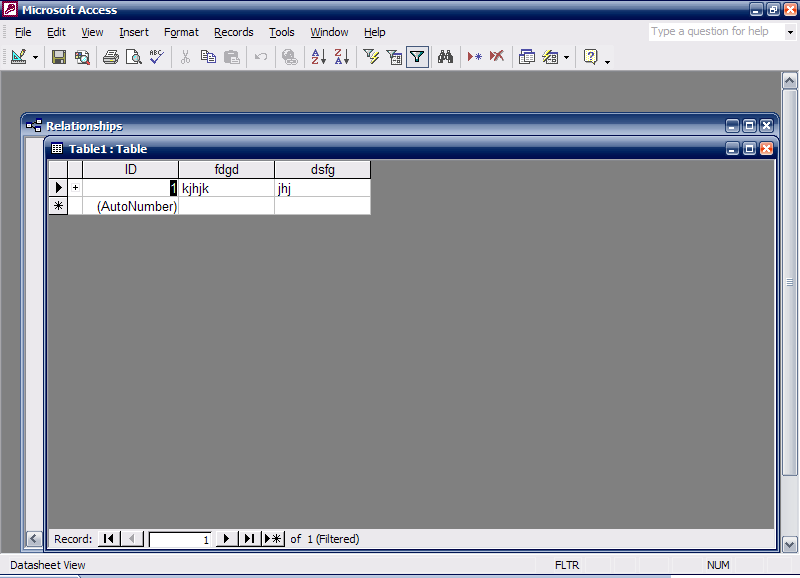 Microsoft Access
File Edit View Insert Format Records Tools Window Help Type a question for help
Relationships
Table1 : Table
ID fdgd dsfg
1 kjhjk jhj
(AutoNumber)
Record: 1 of 1 (Filtered)
Datasheet View FLTR NUM